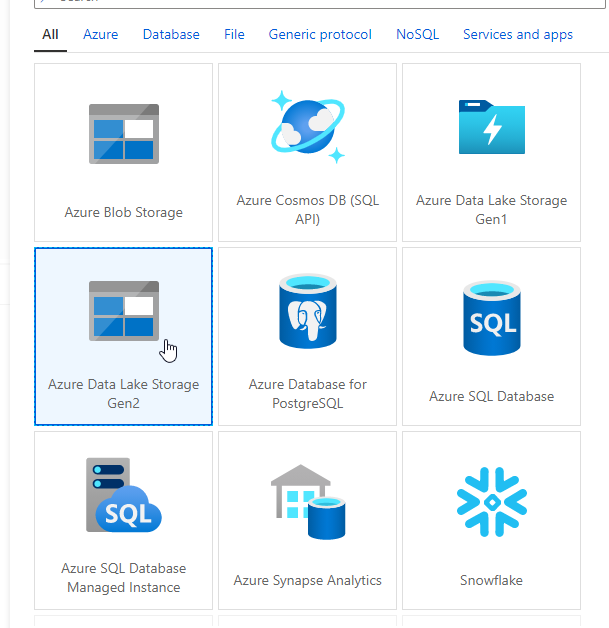 All Azure Database File Generic protocol NoSQL Services and apps
Azure Blob Storage
Azure Cosmos DB (SQL
API)
Azure Data Lake Storage
Gen1
Azure Data Lake Storage
Gen2
Azure Database for
PostgreSQL
SQL
Azure SQL Database
SQL
Azure SQL Database
Managed Instance
Azure Synapse Analytics
Snowflake